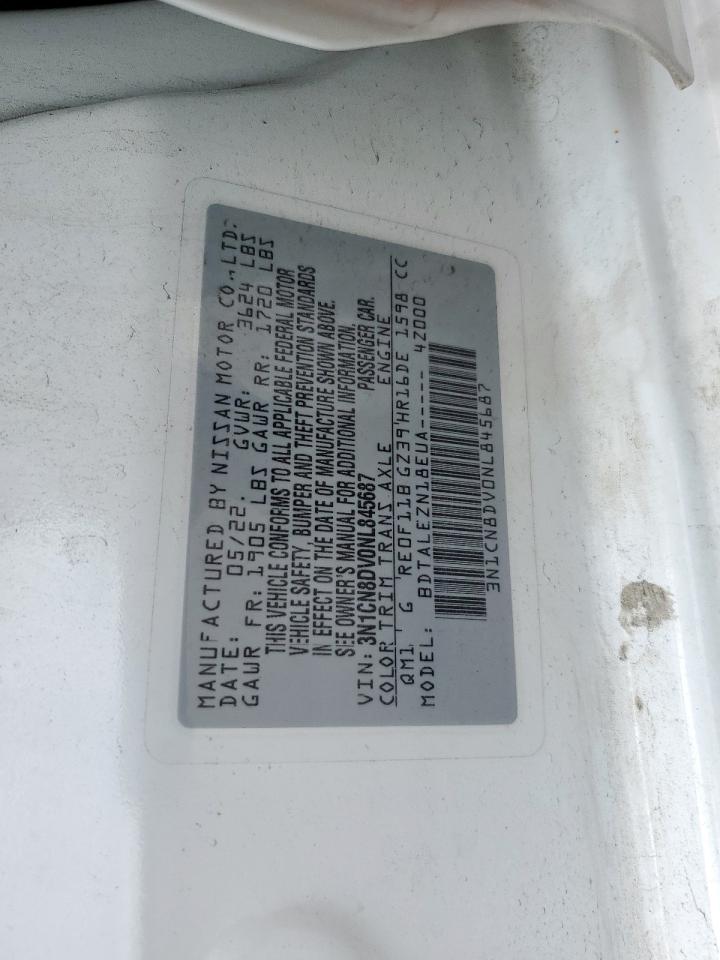 MANUFACTURED BY NISSAN MOTOR CO.,LTD.
DATE: 05/22. GVWR: 3624 LBS
GAWR FR: 1905 LBS GAWR RR: 1720 LBS
THIS VEHICLE CONFORMS TO ALL APPLICABLE FEDERAL MOTOR
VEHICLE SAFETY, BUMPER AND THEFT PREVENTION STANDARDS
IN EFFECT ON THE DATE OF MANUFACTURE SHOWN ABOVE.
SEE OWNER'S MANUAL FOR ADDITIONAL INFORMATION.
VIN: 3N1CN8DV0NL845687 PASSENGER CAR.
COLOR TRIM TRANS AXLE ENGINE
QM1 ' G 'RE0F11B GZ39'HR16DE 1598 CC
MODEL: BDTALEZN18EUA----- 4Z000
3N1CN8DV0NL845687